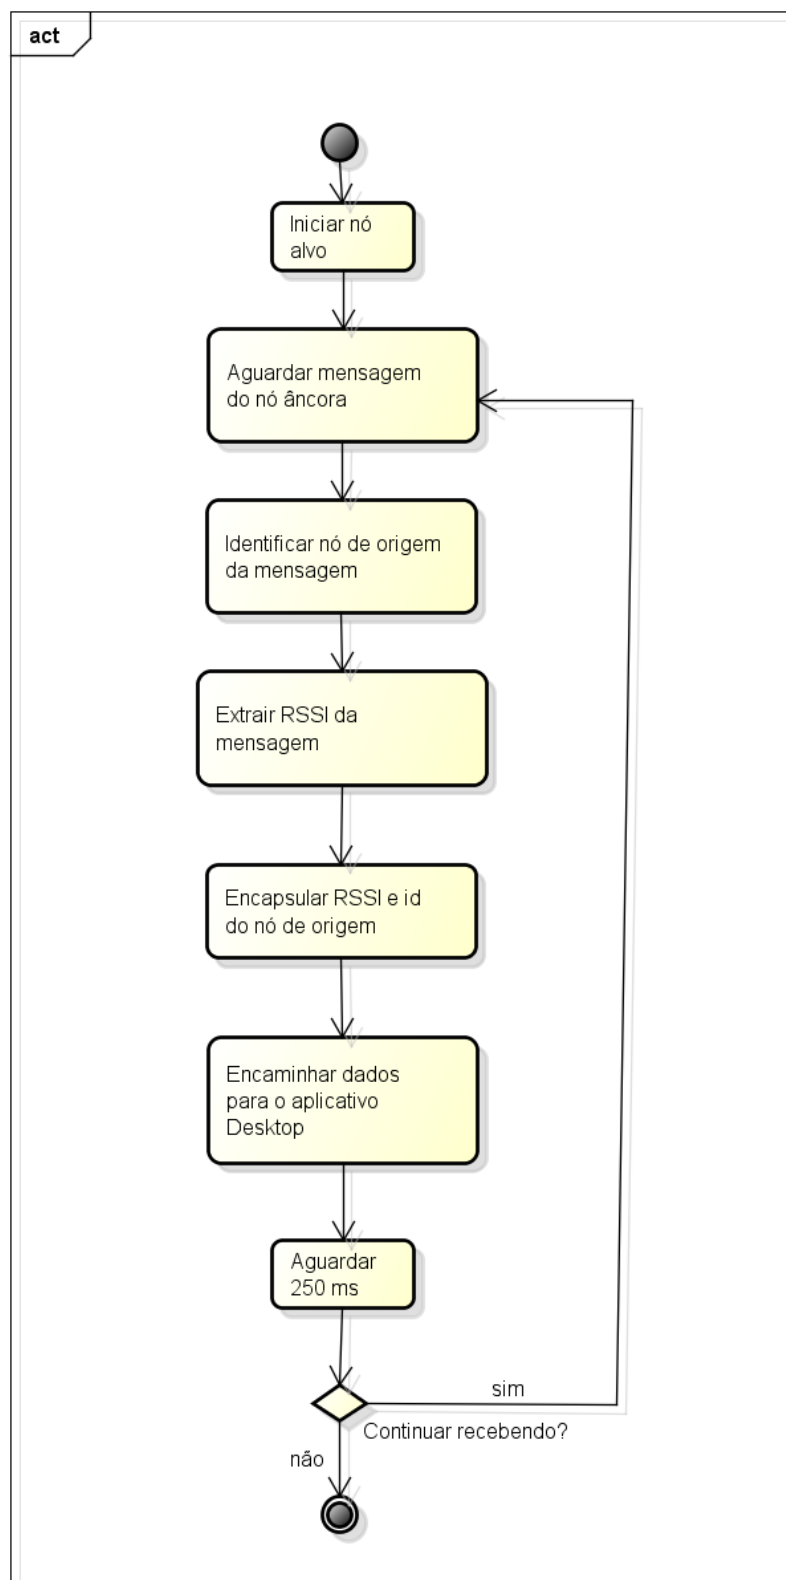 act
Iniciar nó
alvo
Aguardar mensagem
do nó âncora
Identificar nó de origem
da mensagem
Extrair RSSI da
mensagem
Encapsular RSSI e id
do nó de origem
Encaminhar dados
para o aplicativo
Desktop
Aguardar
250 ms
sim
Continuar recebendo?
não